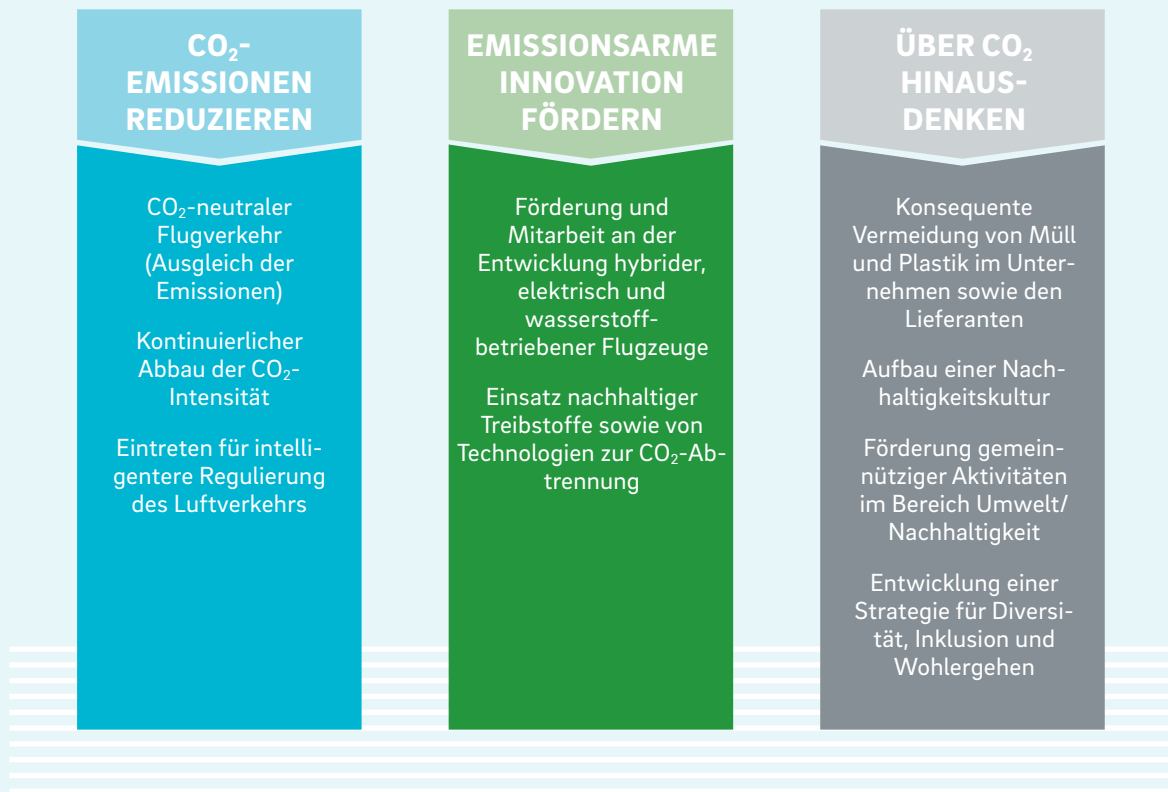 CO₂-
EMISSIONEN
REDUZIEREN
CO₂-neutraler
Flugverkehr
(Ausgleich der
Emissionen)
Kontinuierlicher
Abbau der CO₂-
Intensität
Eintreten für intelli-
gentere Regulierung
des Luftverkehrs
EMISSIONSARME
INNOVATION
FÖRDERN
Förderung und
Mitarbeit an der
Entwicklung hybrider,
elektrisch und
wasserstoff-
betriebener Flugzeuge
Einsatz nachhaltiger
Treibstoffe sowie von
Technologien zur CO₂-Ab-
trennung
ÜBER CO₂
HINAUS-
DENKEN
Konsequente
Vermeidung von Müll
und Plastik im Unter-
nehmen sowie den
Lieferanten
Aufbau einer Nach-
haltigkeitskultur
Förderung gemein-
nütziger Aktivitäten
im Bereich Umwelt/
Nachhaltigkeit
Entwicklung einer
Strategie für Diversi-
tät, Inklusion und
Wohlergehen